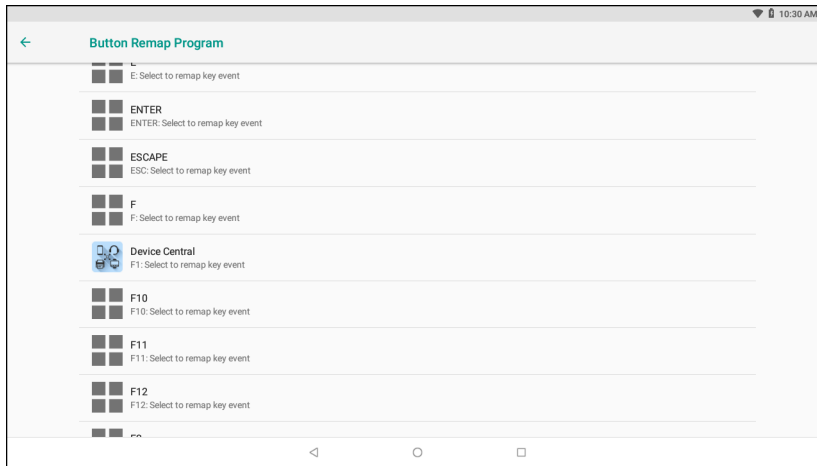 10:30 AM
Button Remap Program
E: Select to remap key event
ENTER
ENTER: Select to remap key event
ESCAPE
ESC: Select to remap key event
F
F: Select to remap key event
Device Central
F1: Select to remap key event
F10
F10: Select to remap key event
F11
F11: Select to remap key event
F12
F12: Select to remap key event